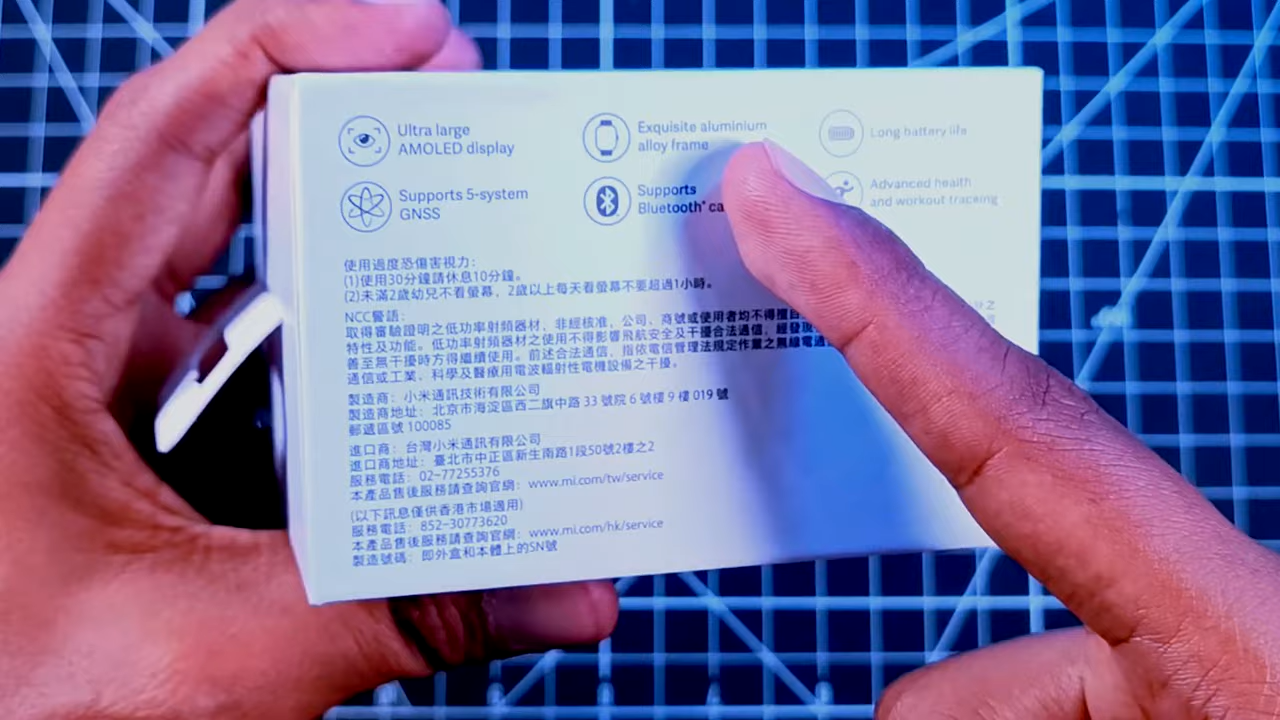 Ultra large
AMOLED display
Exquisite aluminium
alloy frame
Long battery life
Supports 5-system
GNSS
Supports
Bluetooth®
Advanced health
and workout tracking
使用過度恐傷害視力：
(1)使用30分鐘請休息10分鐘。
(2)未滿2歲幼兒不看螢幕，2歲以上每天看螢幕不要超過1小時。
NCC警語：
取得審驗證明之低功率射頻器材，非經核准，公司、商號或使用者均不得擅自
特性及功能。低功率射頻器材之使用不得影響飛航安全及干擾合法通信，經發現
善至無干擾時方得繼續使用。前述合法通信，指依電信管理法規定作業之無線電通
通信或工業、科學及醫療用電波輻射性電機設備之干擾。
製造商：小米通訊技術有限公司
製造商地址：北京市海淀區西二旗中路 33 號院 6 號樓 9 樓 019 號
郵遞區號 100085
進口商：台灣小米通訊有限公司
進口商地址：臺北市中正區新生南路1段50號2樓之2
服務電話：02-77255376
本產品售後服務請查詢官網：www.mi.com/tw/service
(以下訊息僅供香港市場適用)
服務電話：852-30773620
本產品售後服務請查詢官網：www.mi.com/hk/service
製造號碼：即外盒和本體上的SN號